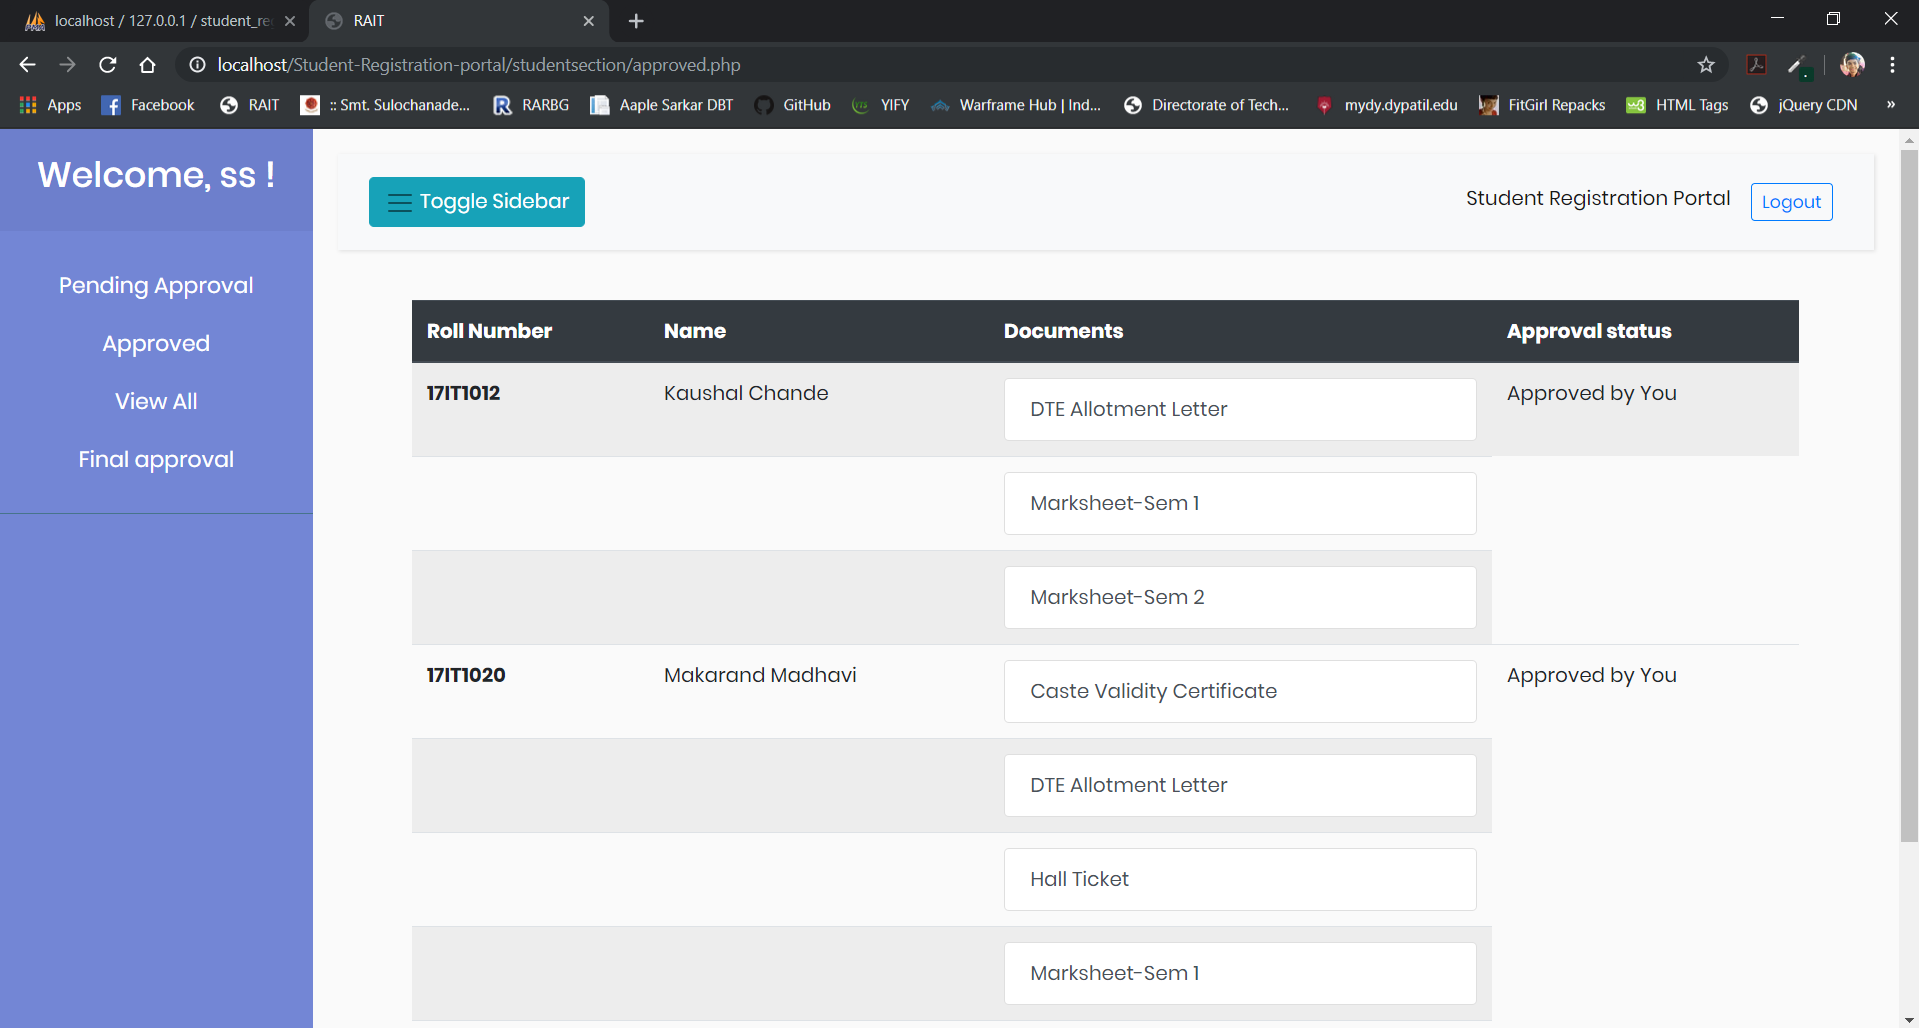 localhost / 127.0.0.1 / student_re
RAIT
localhost/Student-Registration-portal/studentsection/approved.php
Apps Facebook RAIT :: Smt. Sulochanade... RARBG Aaple Sarkar DBT GitHub YIFY Warframe Hub | Ind... Directorate of Tech... mydy.dypatil.edu FitGirl Repacks HTML Tags jQuery CDN »
Welcome, ss !
Pending Approval
Approved
View All
Final approval
Toggle Sidebar
Student Registration Portal Logout
Roll Number Name Documents Approval status
17IT1012 Kaushal Chande DTE Allotment Letter Approved by You
Marksheet-Sem 1
Marksheet-Sem 2
17IT1020 Makarand Madhavi Caste Validity Certificate Approved by You
DTE Allotment Letter
Hall Ticket
Marksheet-Sem 1